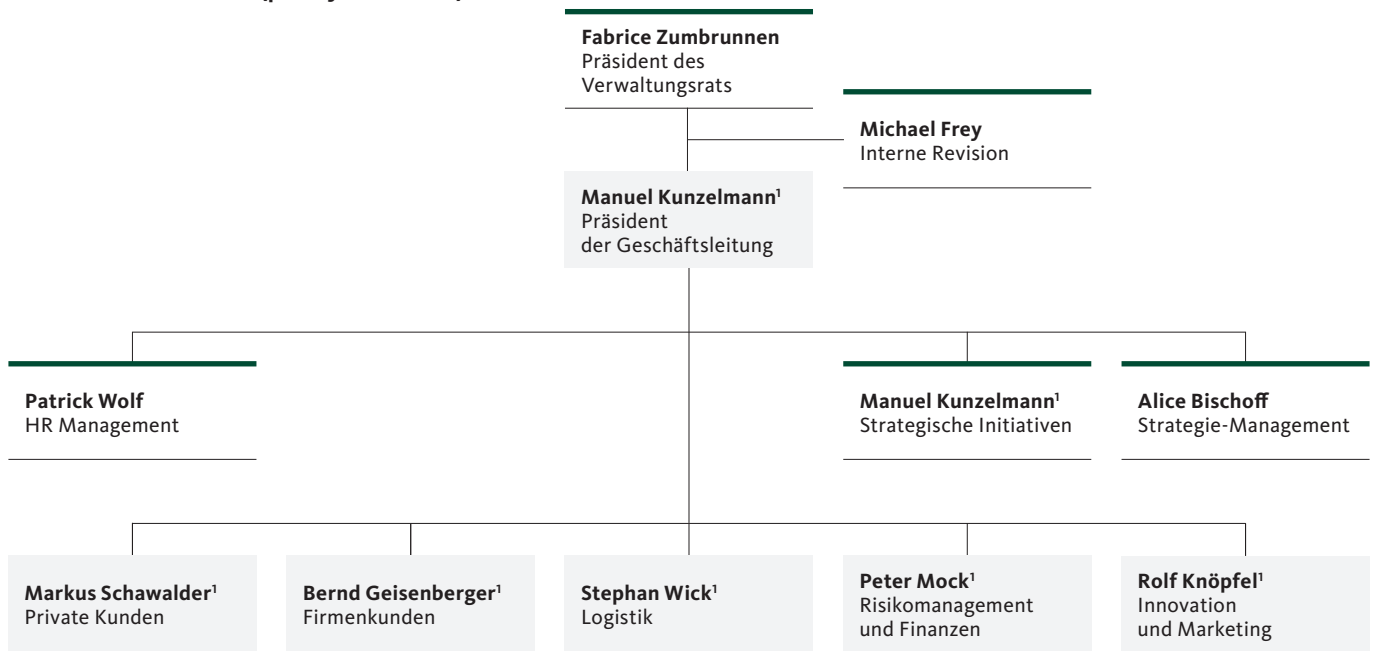 Fabrice Zumbrunnen
Präsident des
Verwaltungsrats
Michael Frey
Interne Revision
Manuel Kunzelmann¹
Präsident
der Geschäftsleitung
Patrick Wolf
HR Management
Manuel Kunzelmann¹
Strategische Initiativen
Alice Bischoff
Strategie-Management
Markus Schawalder¹
Private Kunden
Bernd Geisenberger¹
Firmenkunden
Stephan Wick¹
Logistik
Peter Mock¹
Risikomanagement
und Finanzen
Rolf Knöpfel¹
Innovation
und Marketing